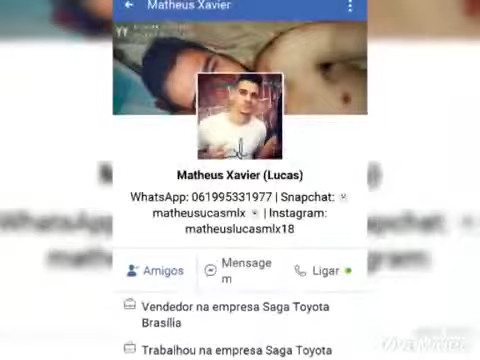 Matheus Xavier
Matheus Xavier (Lucas)
WhatsApp: 061995331977 | Snapchat:
matheusucasmlx | Instagram:
matheuslucasmlx18
Amigos
Mensage
m
Ligar
Vendedor na empresa Saga Toyota
Brasília
Trabalhou na empresa Saga Toyota